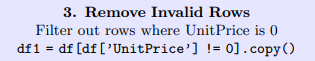 3. Remove Invalid Rows
Filter out rows where UnitPrice is 0
df1 = df[df['UnitPrice'] != 0].copy()